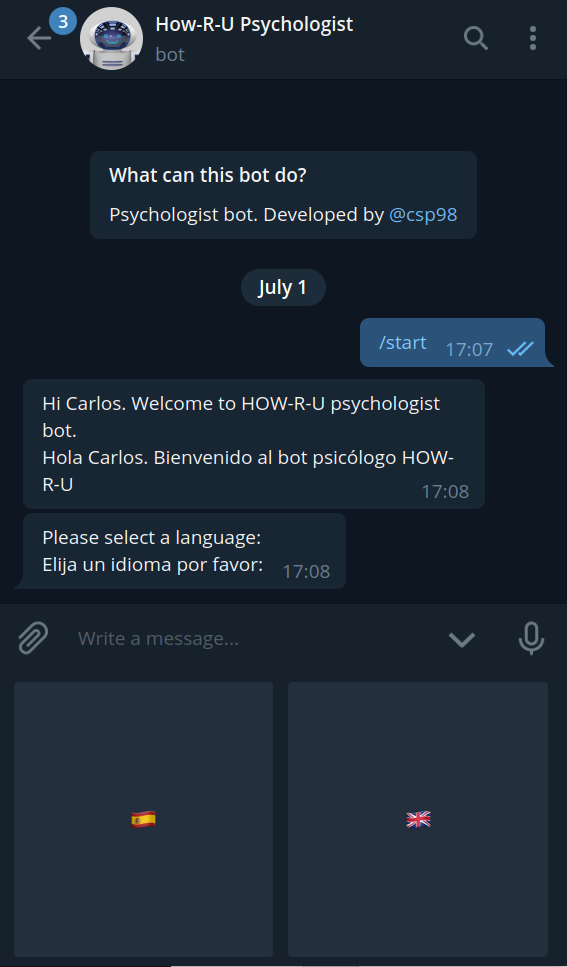 3
How-R-U Psychologist
bot
What can this bot do?
Psychologist bot. Developed by @csp98
July 1
/start 17:07
Hi Carlos. Welcome to HOW-R-U psychologist
bot.
Hola Carlos. Bienvenido al bot psicólogo HOW-
R-U
17:08
Please select a language:
Elija un idioma por favor: 17:08
Write a message...